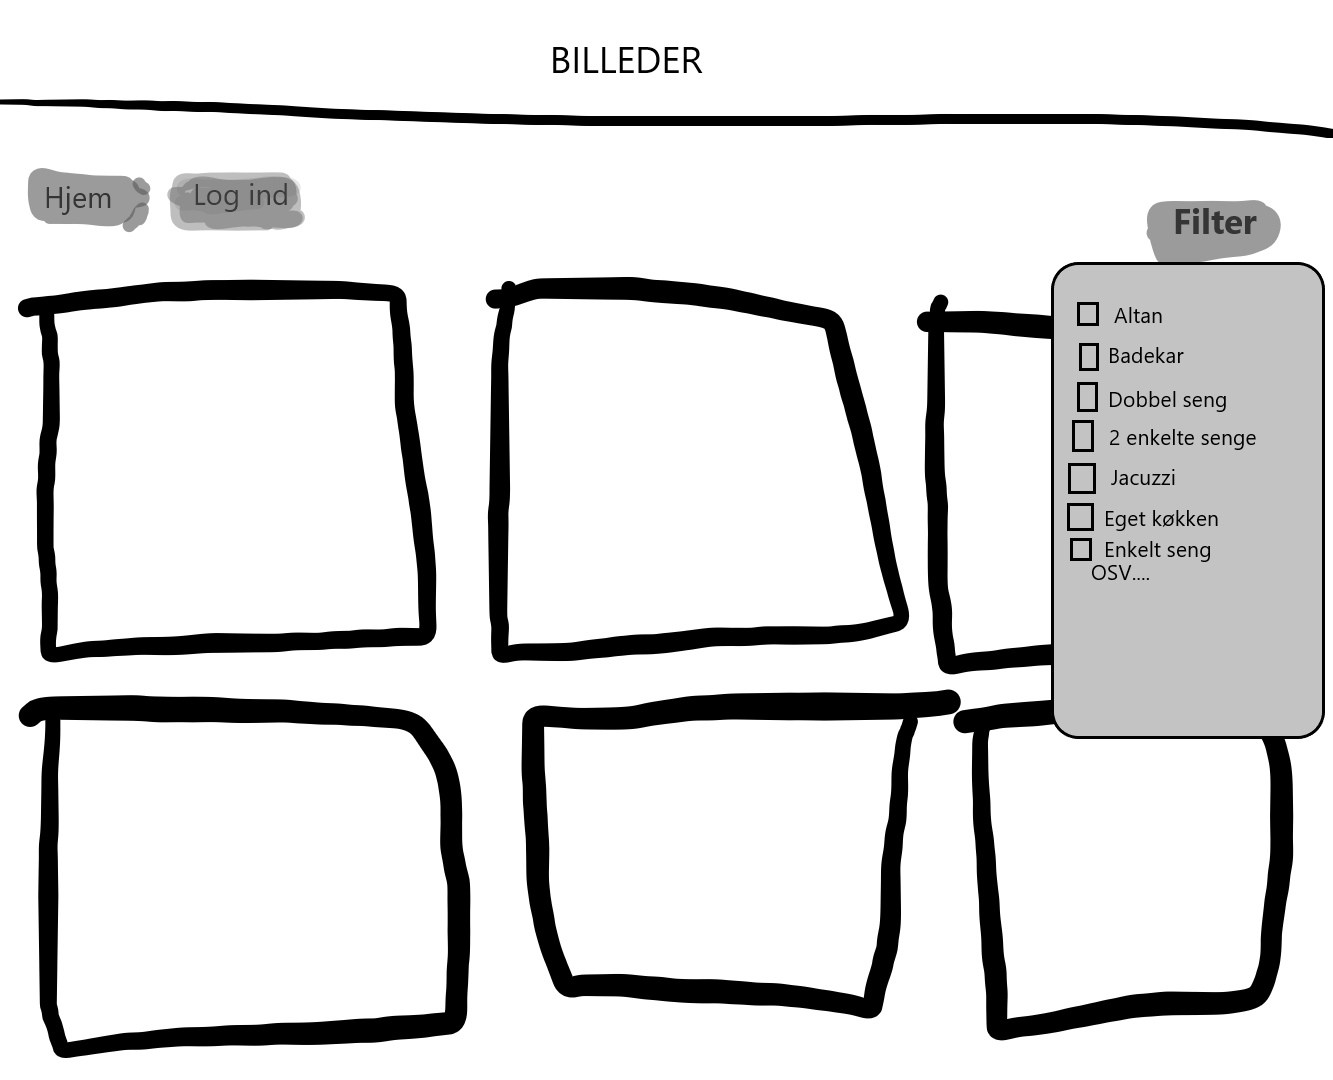 BILLEDER
Hjem
Log ind
Filter
Altan
Badekar
Dobbel seng
2 enkelte senge
Jacuzzi
Eget køkken
Enkelt seng
OSV....